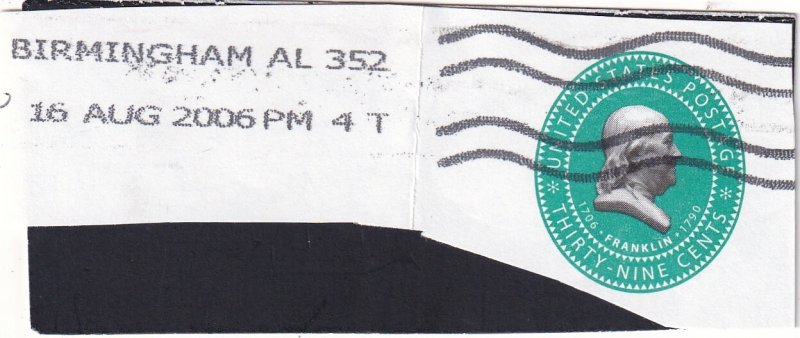 BIRMINGHAM AL 352
16 AUG 2006 PM 4 T
UNITED STATES POSTAGE
1706 • FRANKLIN • 1790
* THIRTY-NINE CENTS *